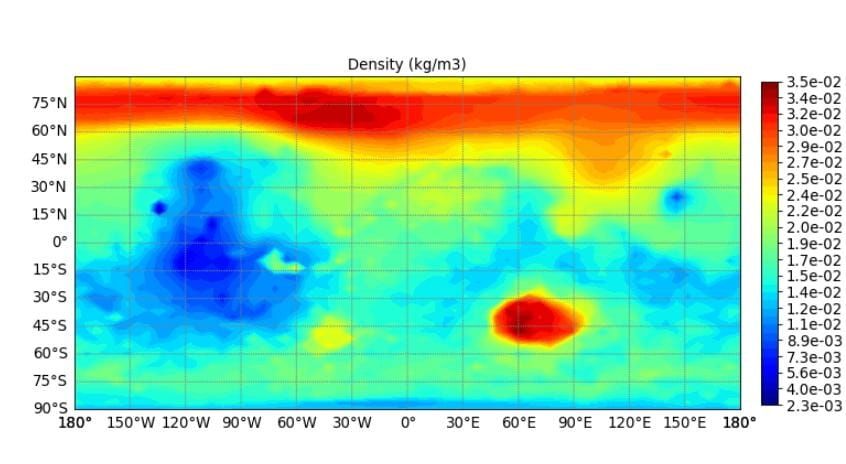 Density (kg/m3)
75°N
60°N
45°N
30°N
15°N
0°
15°S
30°S
45°S
60°S
75°S
90°S
180° 150°W 120°W 90°W 60°W 30°W 0° 30°E 60°E 90°E 120°E 150°E 180°
3.5e-02
3.4e-02
3.2e-02
3.0e-02
2.9e-02
2.7e-02
2.5e-02
2.4e-02
2.2e-02
2.0e-02
1.9e-02
1.7e-02
1.5e-02
1.4e-02
1.2e-02
1.1e-02
8.9e-03
7.3e-03
5.6e-03
4.0e-03
2.3e-03